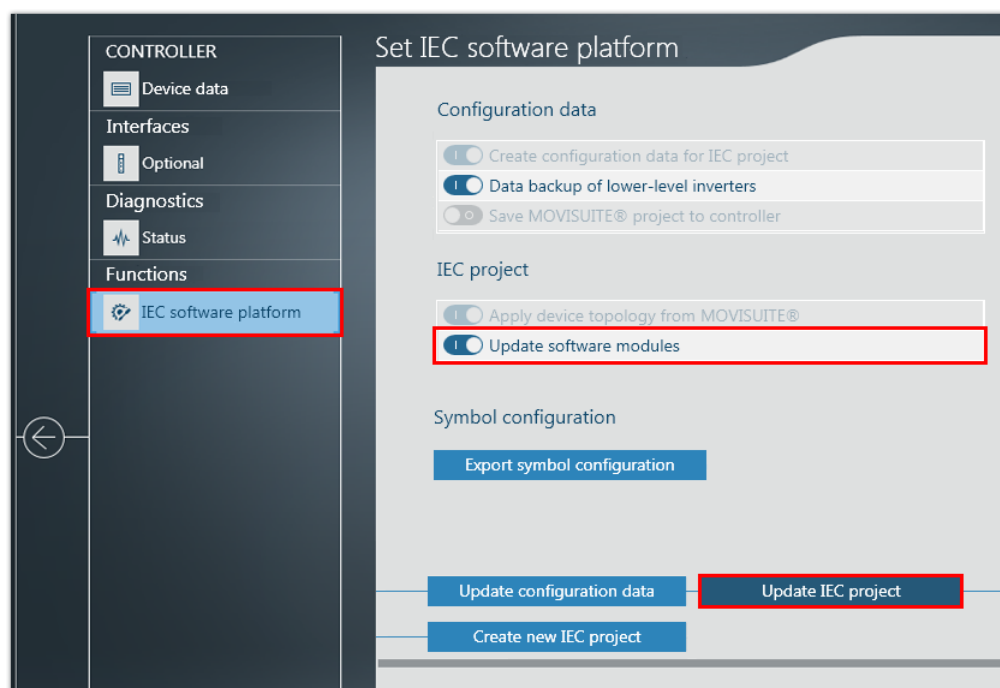 CONTROLLER
Device data
Interfaces
Optional
Diagnostics
Status
Functions
IEC software platform
Set IEC software platform
Configuration data
Create configuration data for IEC project
Data backup of lower-level inverters
Save MOVISUITE® project to controller
IEC project
Apply device topology from MOVISUITE®
Update software modules
Symbol configuration
Export symbol configuration
Update configuration data
Update IEC project
Create new IEC project